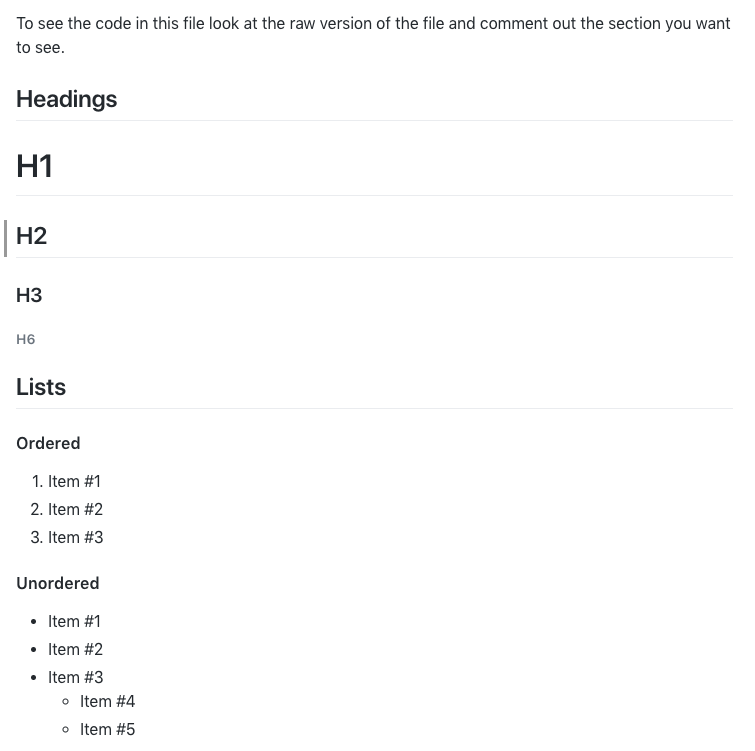 To see the code in this file look at the raw version of the file and comment out the section you want
to see.
Headings
H1
H2
H3
H6
Lists
Ordered
1. Item #1
2. Item #2
3. Item #3
Unordered
• Item #1
• Item #2
• Item #3
◦ Item #4
◦ Item #5